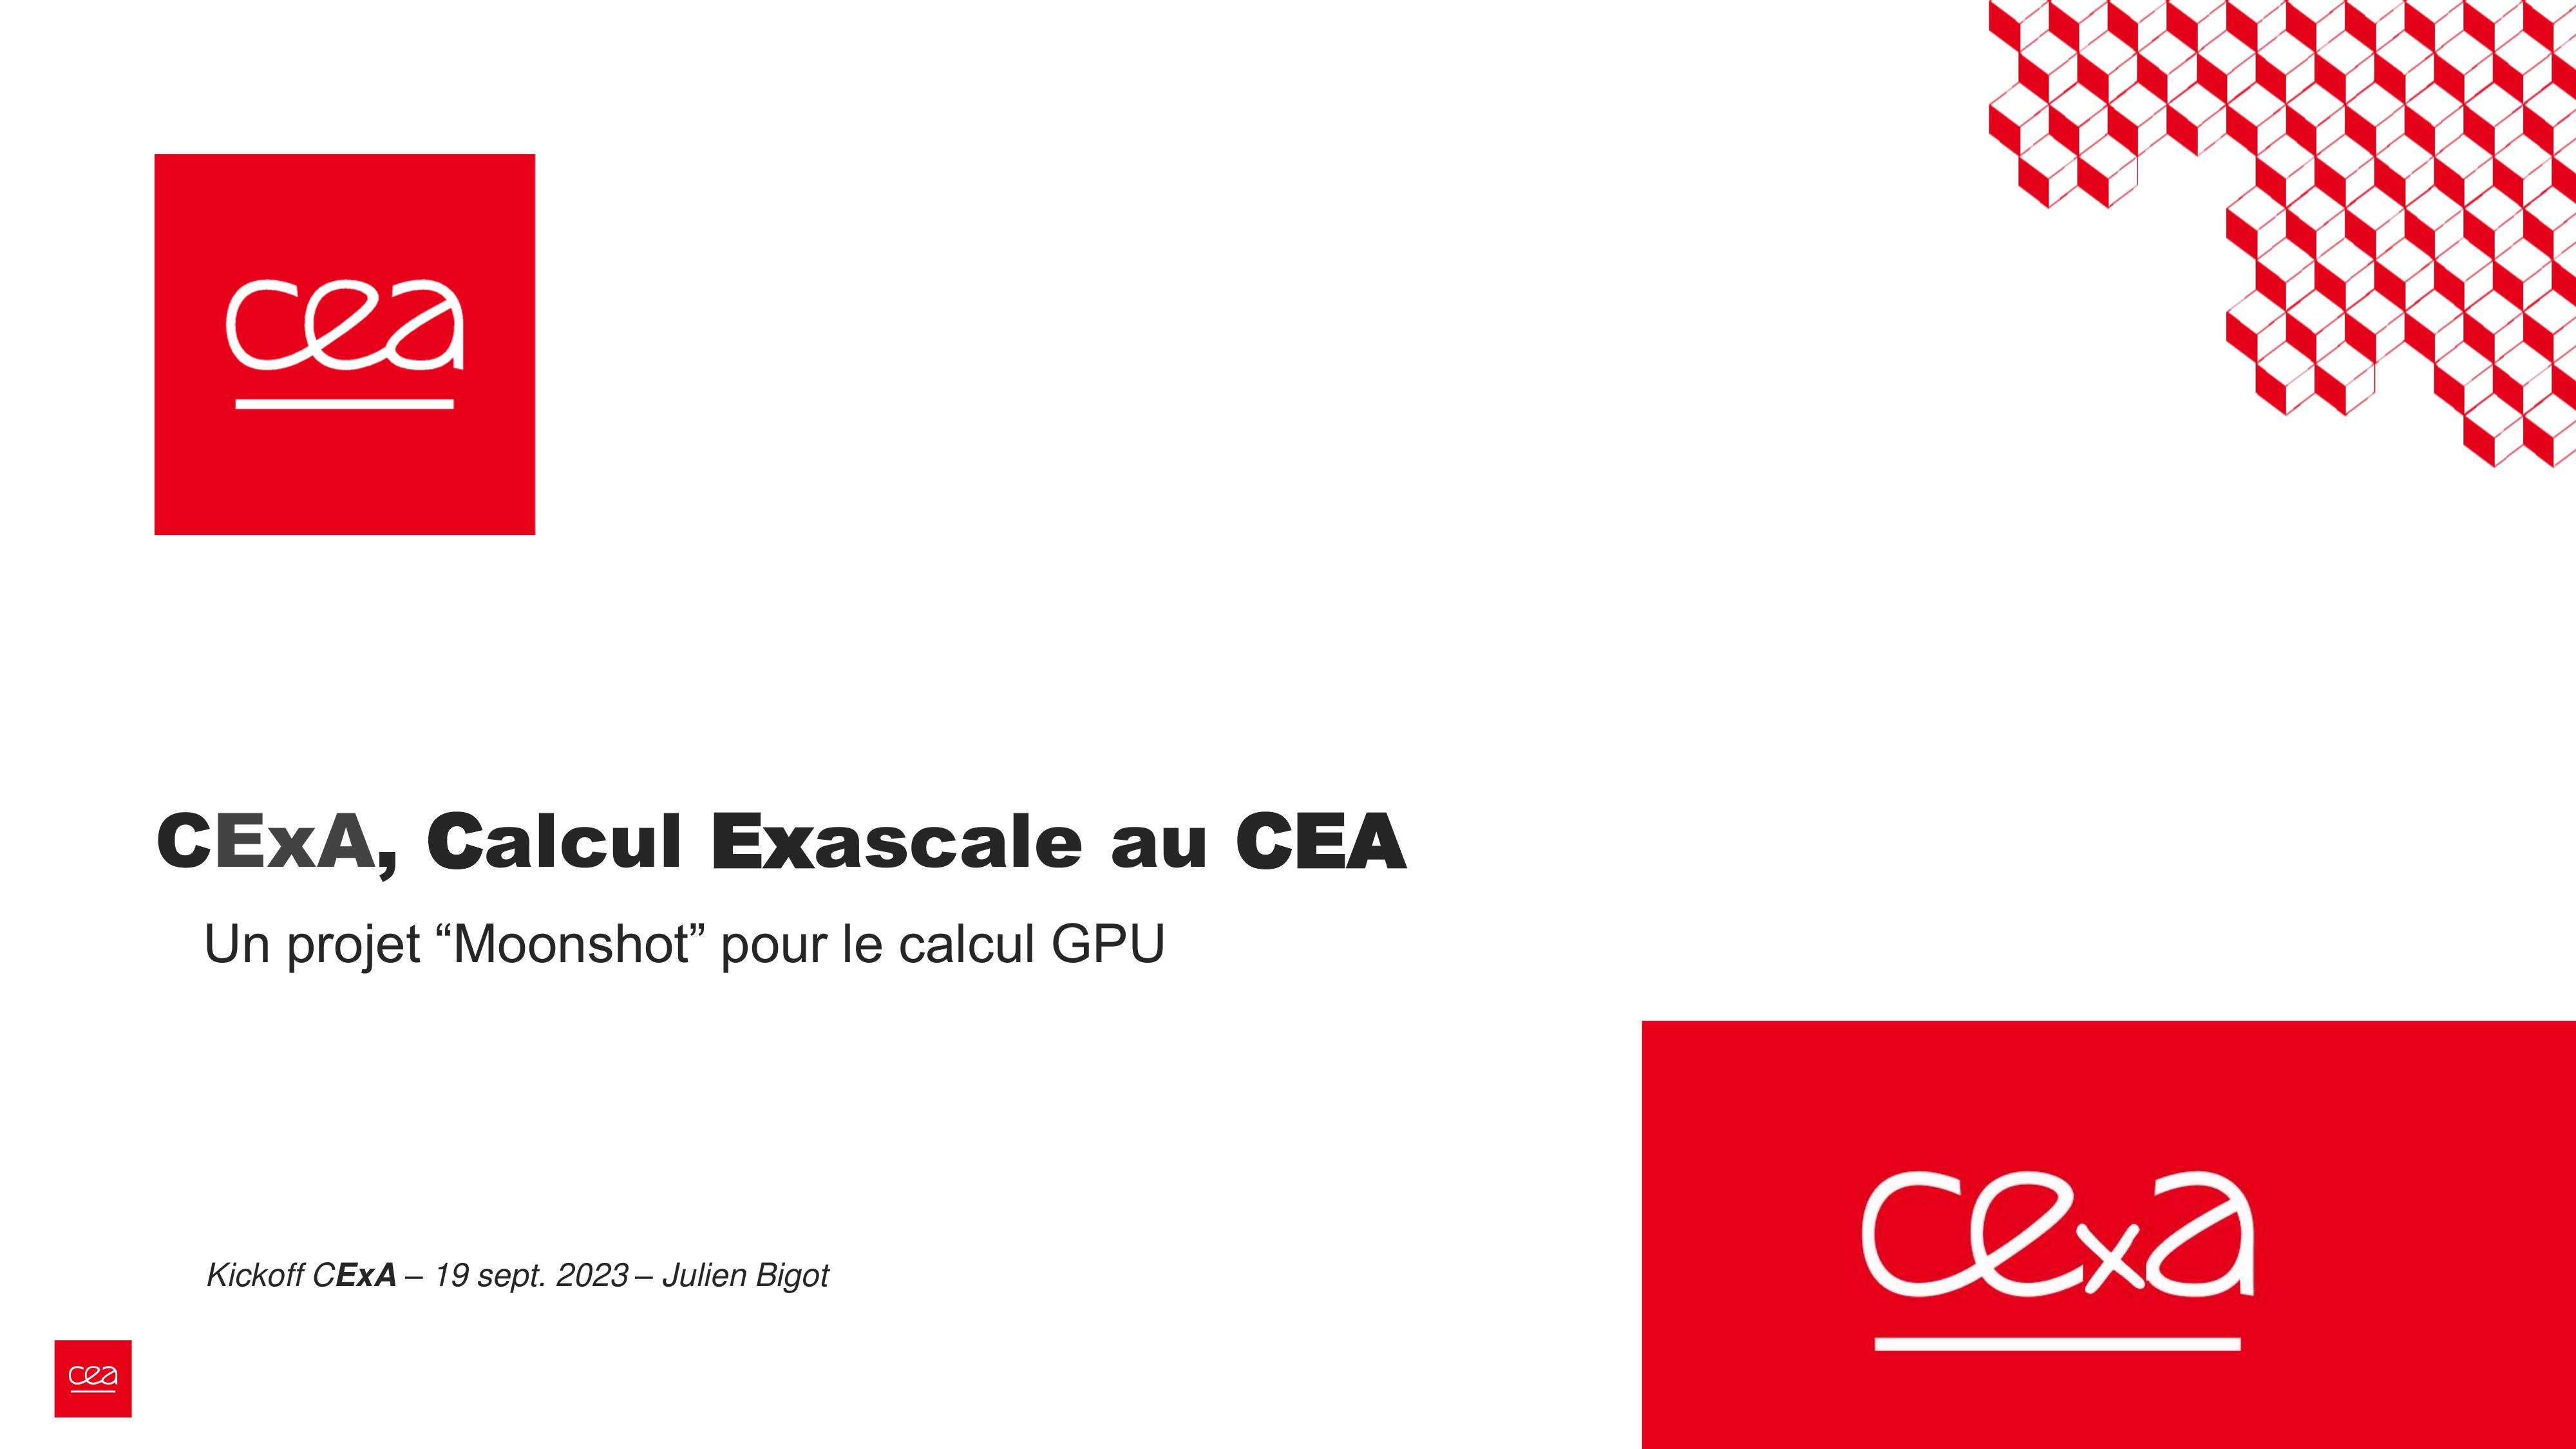 cea
CExA, Calcul Exascale au CEA
Un projet “Moonshot” pour le calcul GPU
cexa
Kickoff CExA – 19 sept. 2023 – Julien Bigot
cea